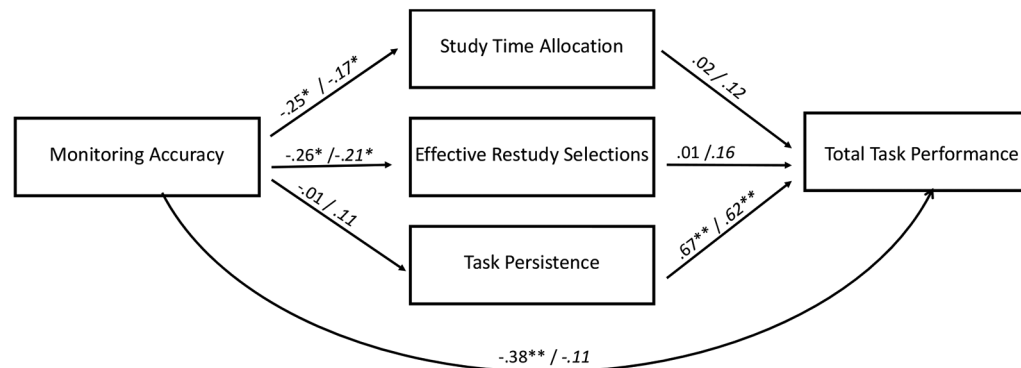 Study Time Allocation
-.25* / -.17*
.02 / .12
Monitoring Accuracy
-.26* /-.21*
Effective Restudy Selections
.01 /.16
Total Task Performance
-.01 / .11
.67** / .62**
Task Persistence
-.38** / -.11